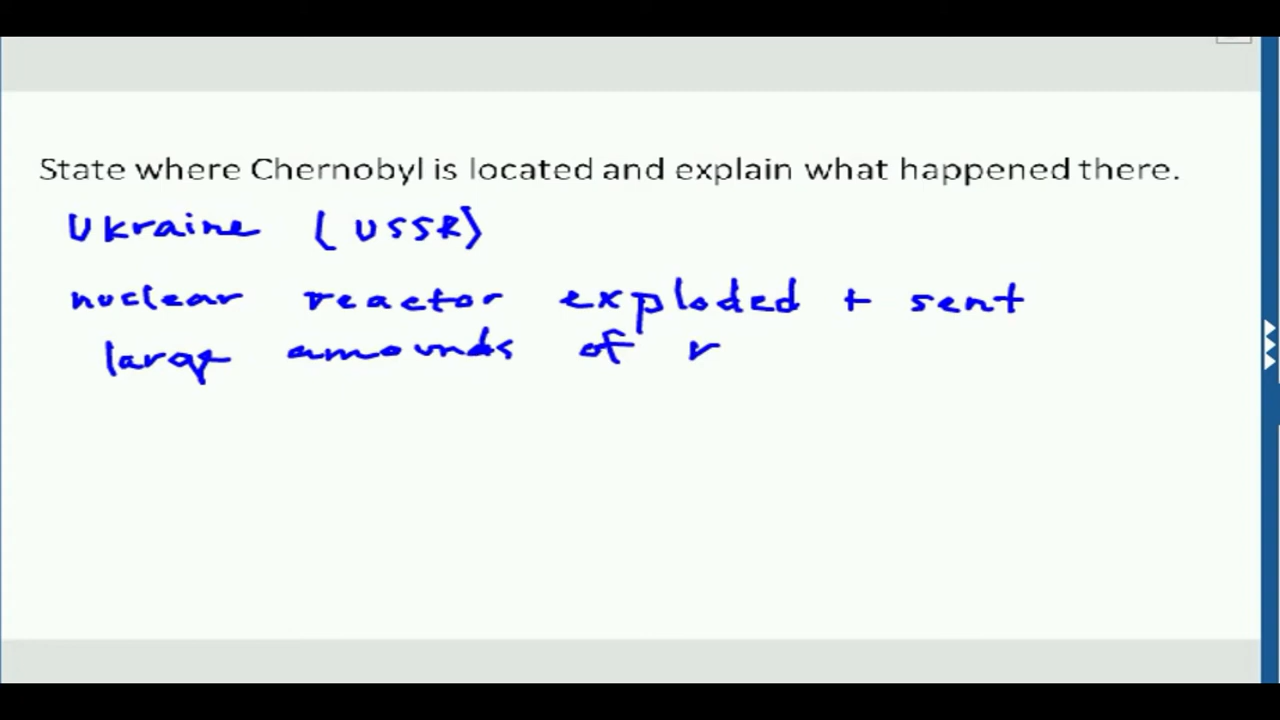 State where Chernobyl is located and explain what happened there.
Ukraine (USSR)
nuclear reactor exploded + sent
large amounds of r